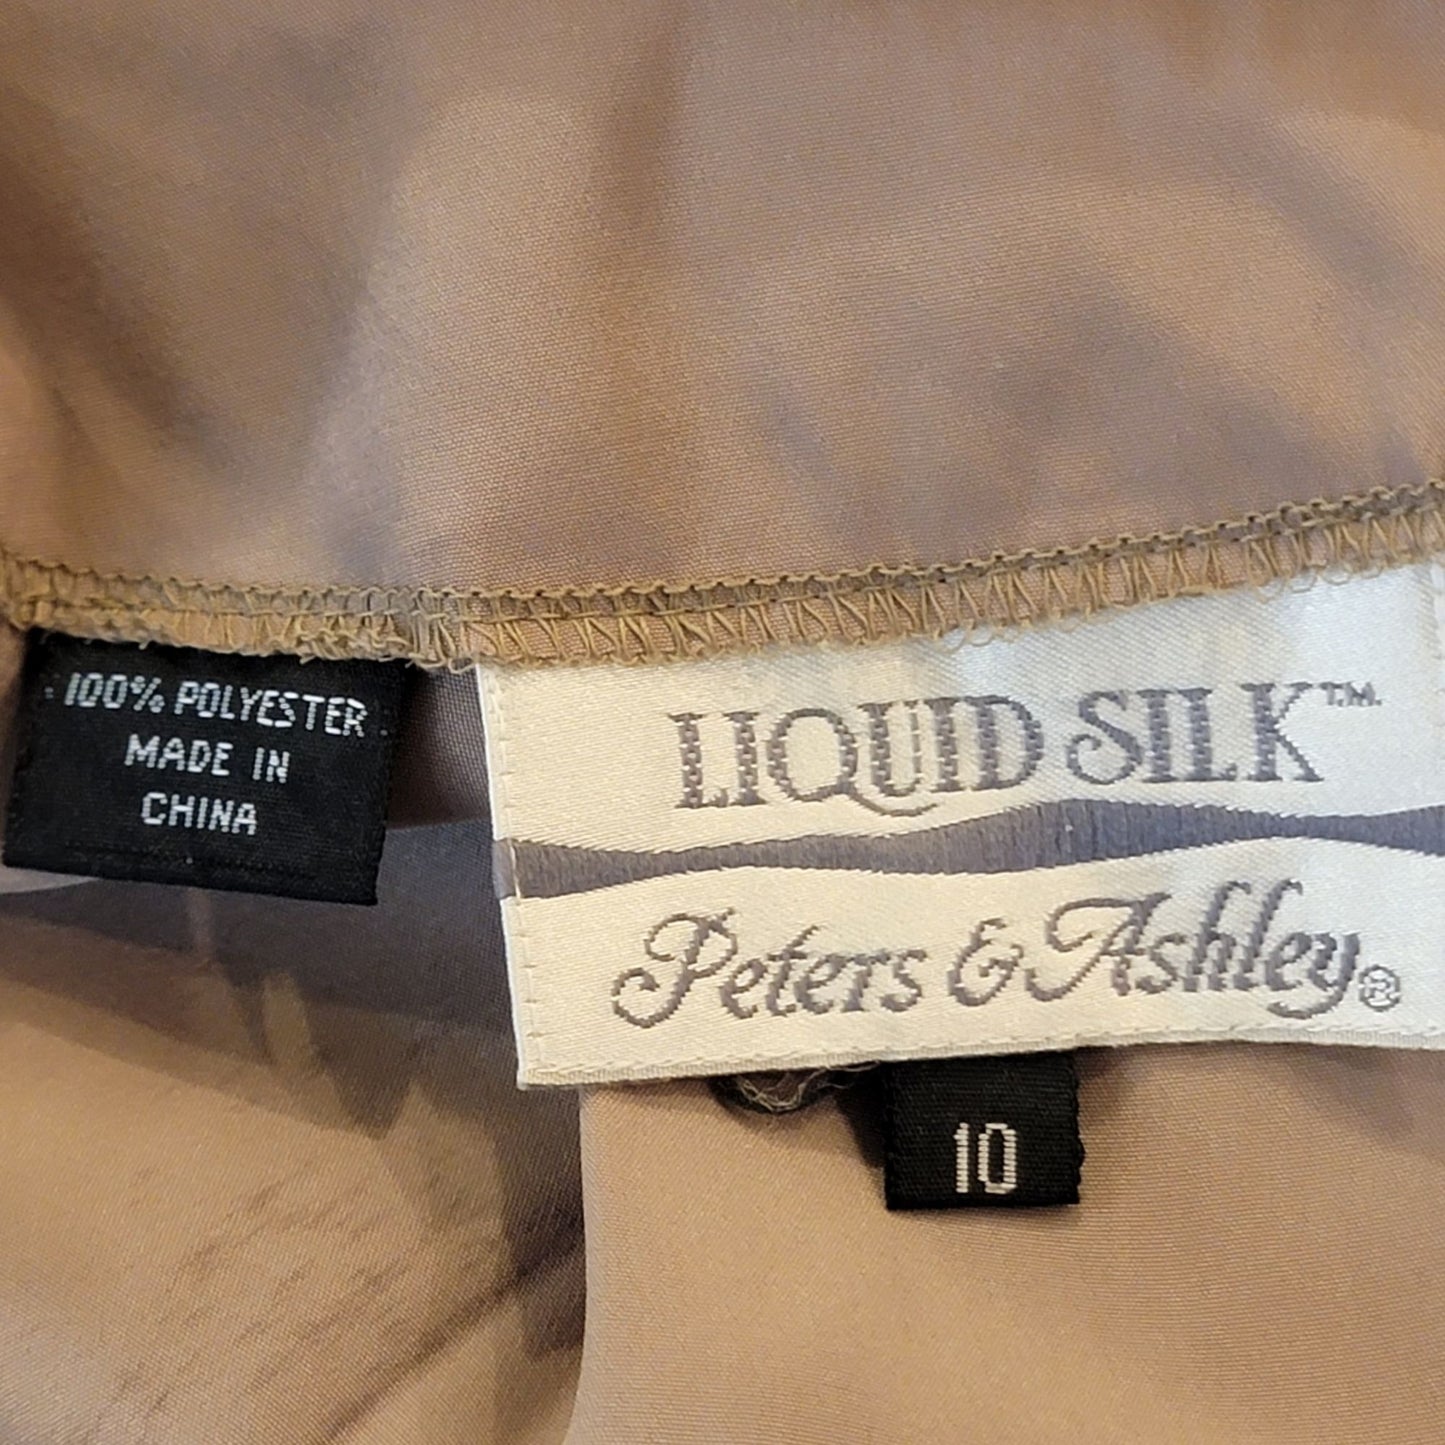 100% POLYESTER
MADE IN
CHINA
LIQUID SILK™
Peters & Ashley®
10